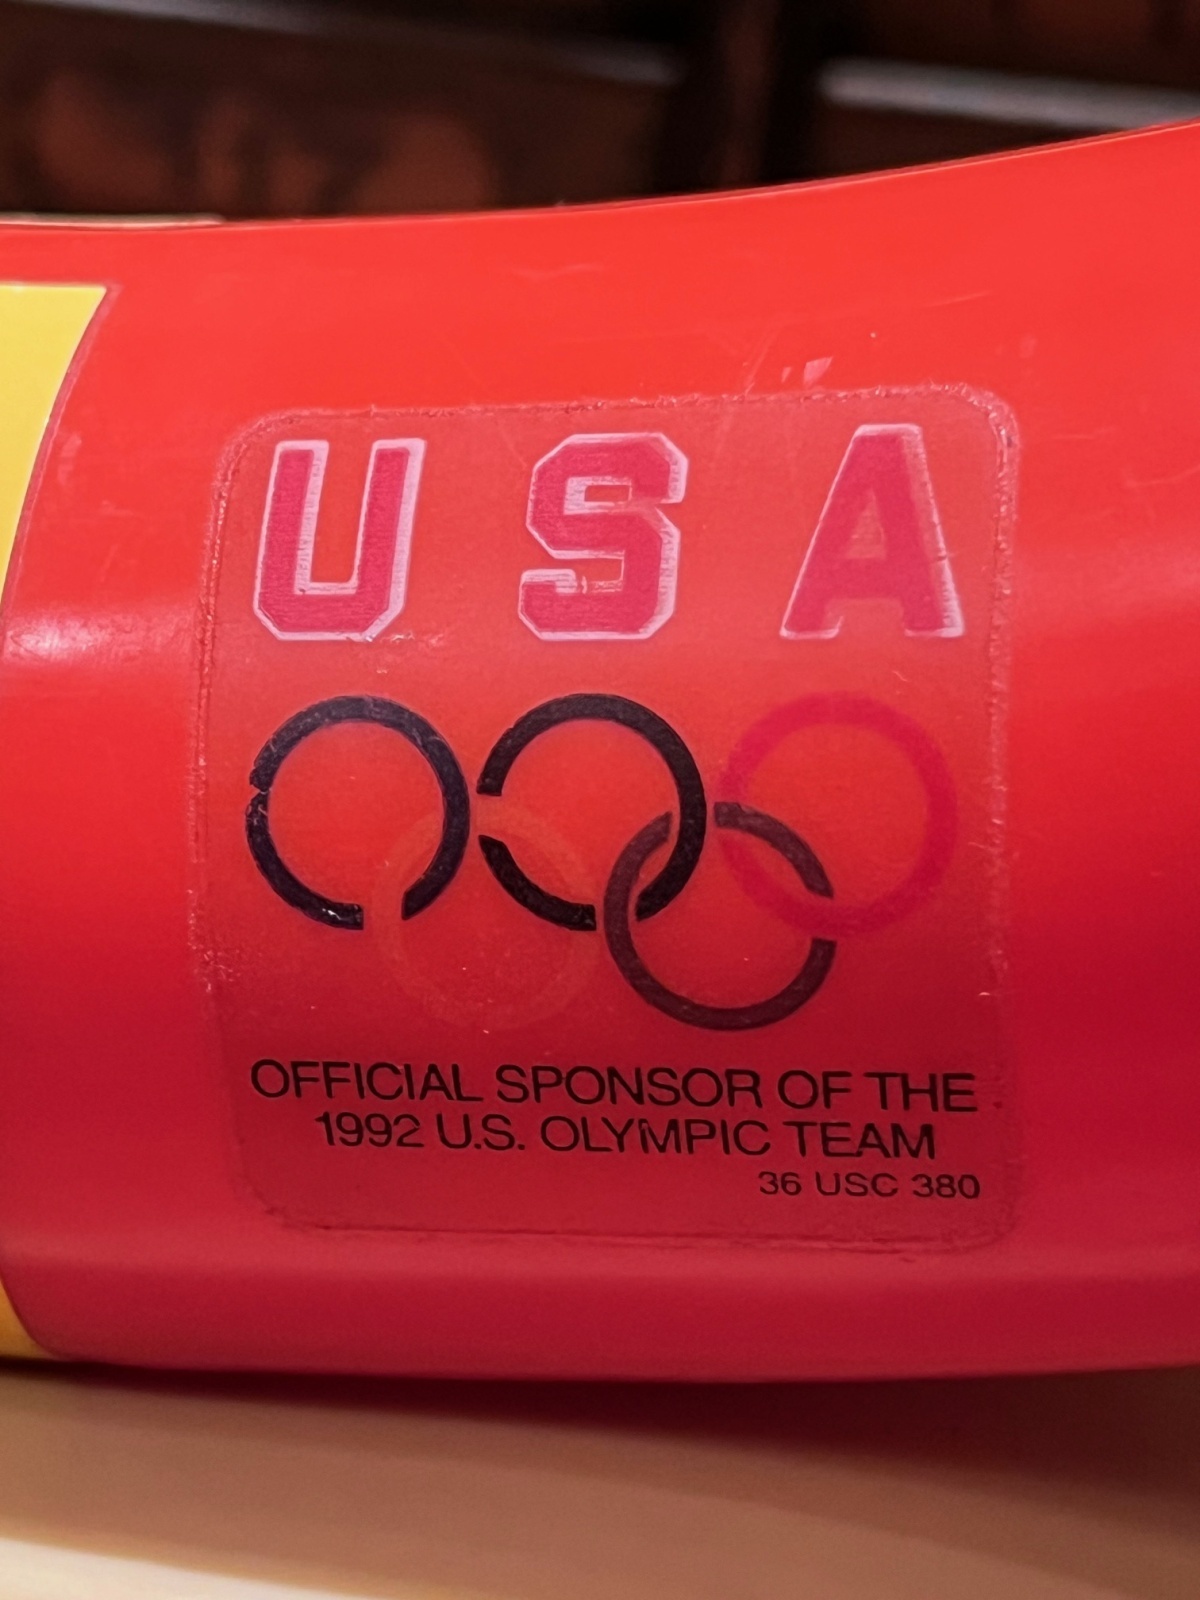 USA
OFFICIAL SPONSOR OF THE
1992 U.S. OLYMPIC TEAM
36 USC 380